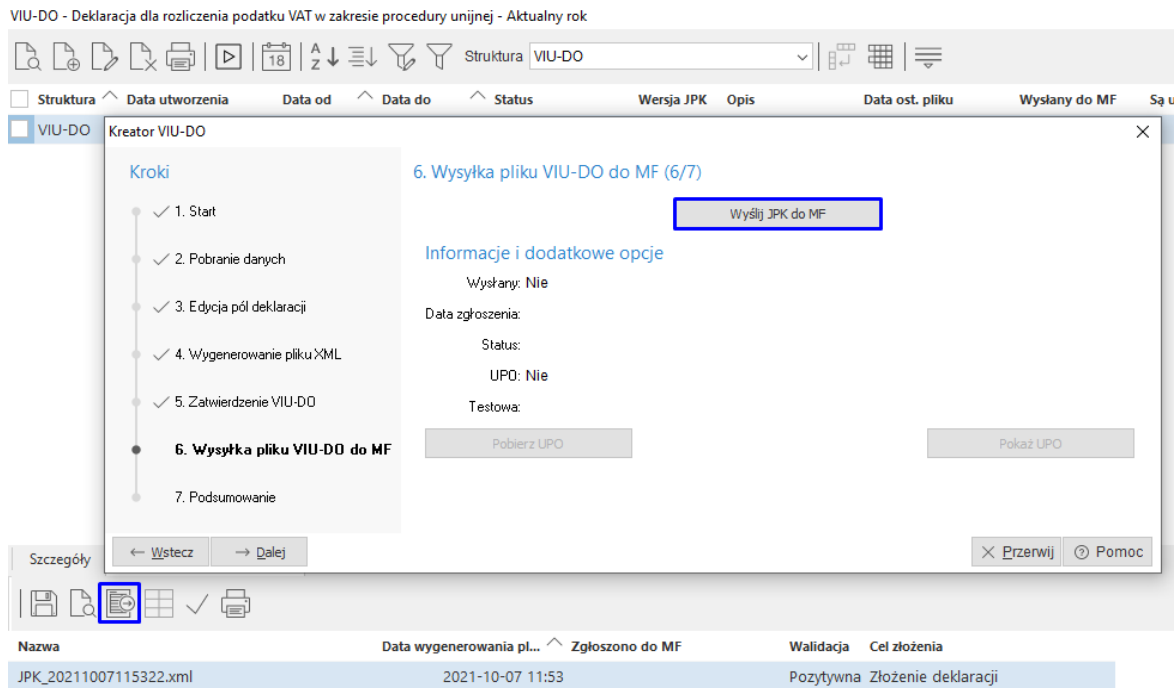 VIU-DO - Deklaracja dla rozliczenia podatku VAT w zakresie procedury unijnej - Aktualny rok
18 A Z Struktura VIU-DO
Struktura Data utworzenia Data od Data do Status Wersja JPK Opis Data ost. pliku Wysłany do MF Są u
VIU-DO
Kreator VIU-DO
Kroki
1. Start
2. Pobranie danych
3. Edycja pól deklaracji
4. Wygenerowanie pliku XML
5. Zatwierdzenie VIU-DO
6. Wysyłka pliku VIU-DO do MF
7. Podsumowanie
6. Wysyłka pliku VIU-DO do MF (6/7)
Wyślij JPK do MF
Informacje i dodatkowe opcje
Wysłany: Nie
Data zgłoszenia:
Status:
UPO: Nie
Testowa:
Pobierz UPO Pokaż UPO
Wstecz Dalej Przerwij Pomoc
Szczegóły
Nazwa Data wygenerowania pl... Zgłoszono do MF Walidacja Cel złożenia
JPK_20211007115322.xml 2021-10-07 11:53 Pozytywna Złożenie deklaracji